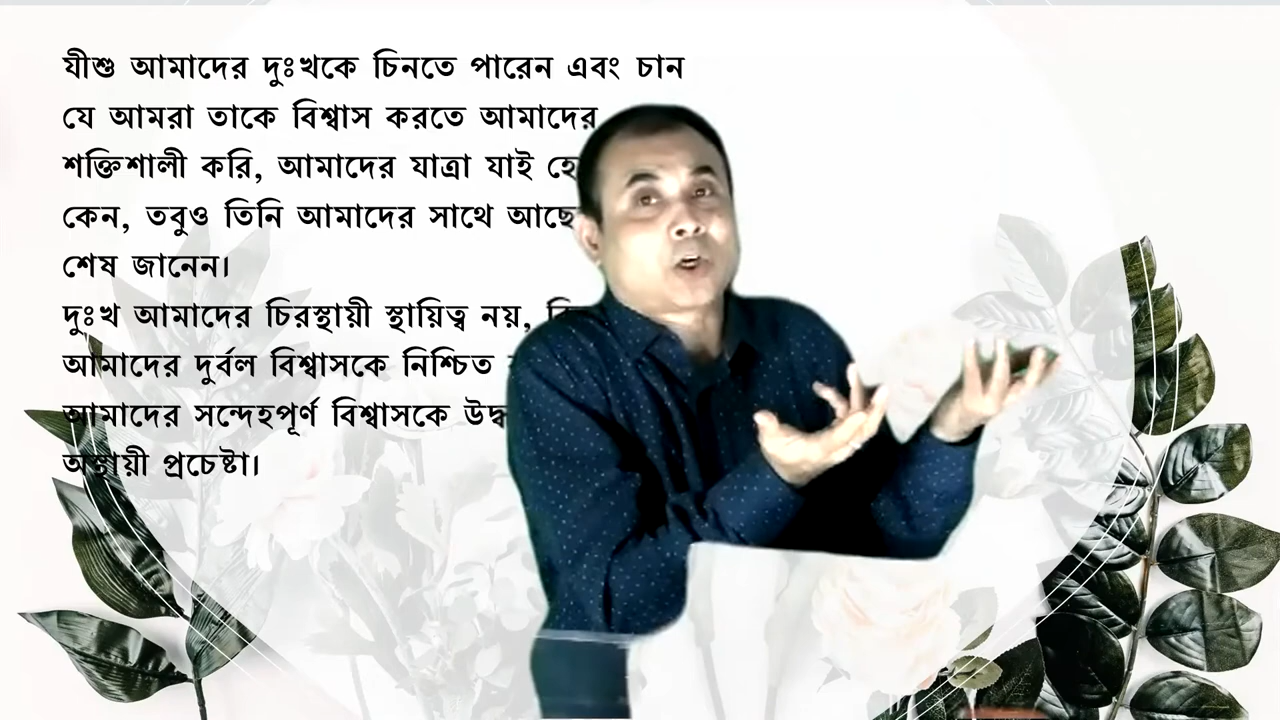 যীশু আমাদের দুঃখকে চিনতে পারেন এবং চান
যে আমরা তাকে বিশ্বাস করতে আমাদের
শক্তিশালী করি, আমাদের যাত্রা যাই
কেন, তবুও তিনি আমাদের সাথে
শেষ জানেন।
দুঃখ আমাদের চিরস্থায়ী স্থায়িত্ব নয়,
আমাদের দুর্বল বিশ্বাসকে নিশ্চিত
আমাদের সন্দেহপূর্ণ বিশ্বাসকে
অস্থায়ী প্রচেষ্টা।